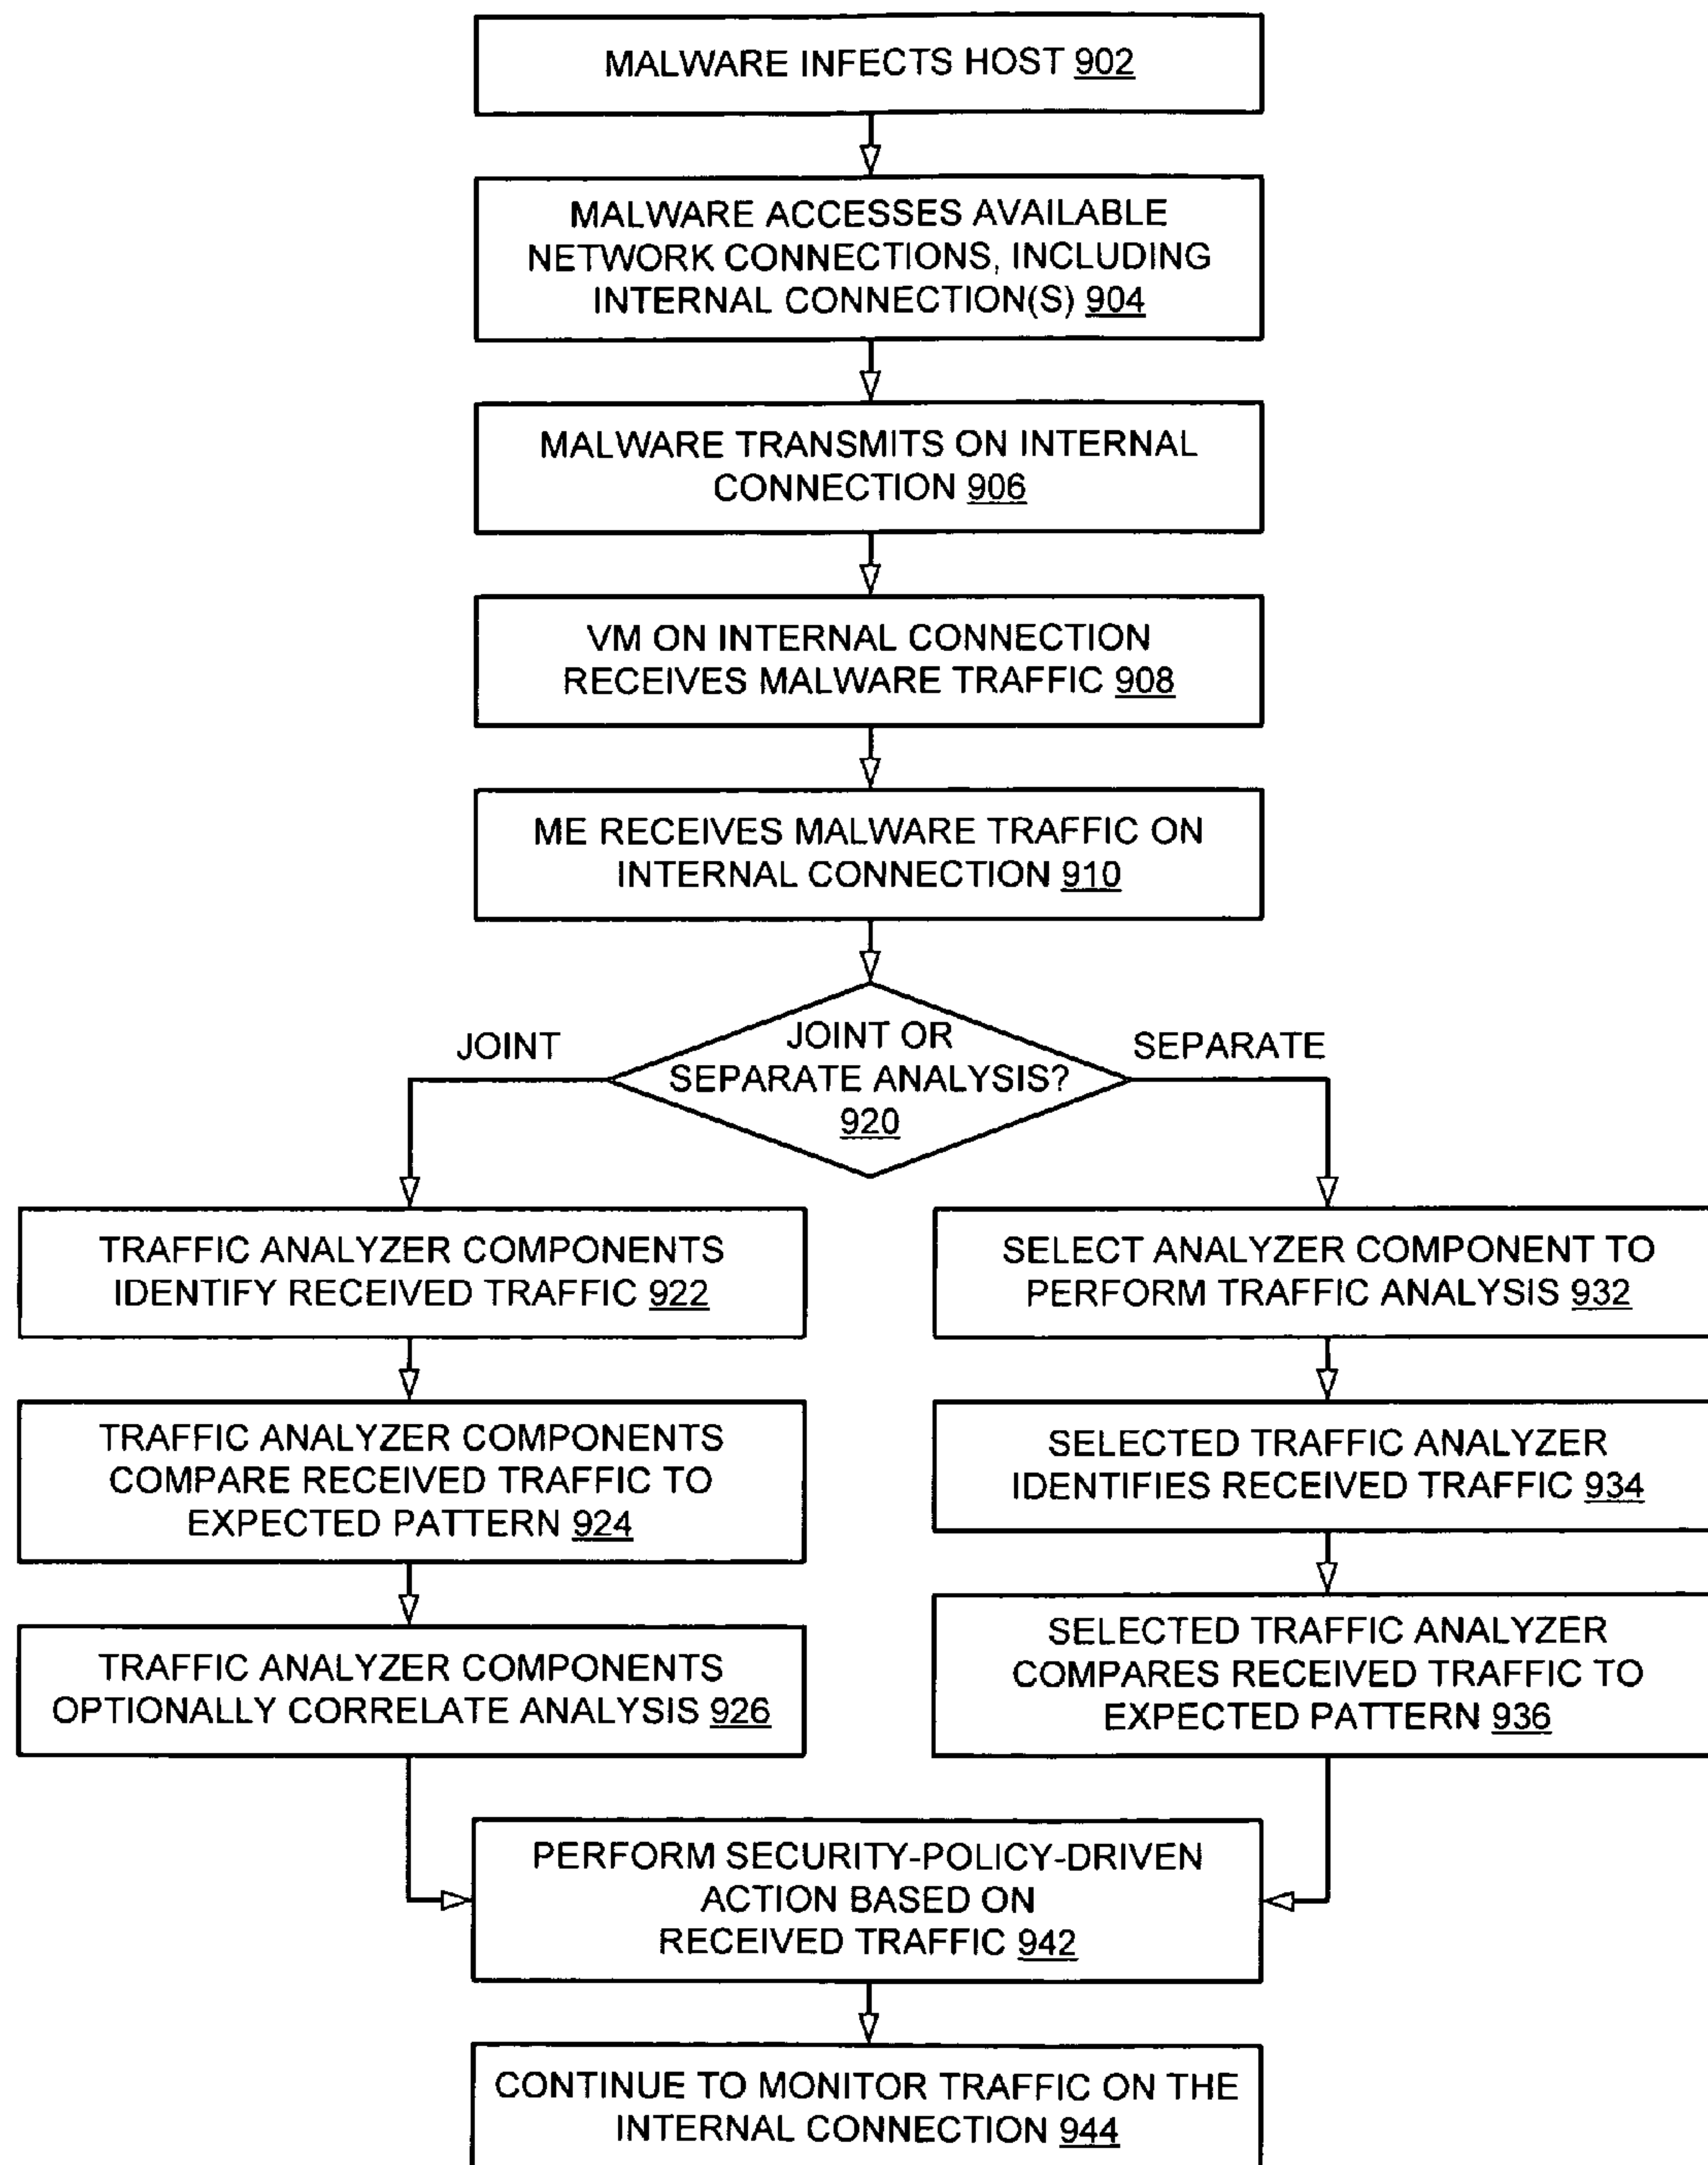 MALWARE INFECTS HOST 902
MALWARE ACCESSES AVAILABLE
NETWORK CONNECTIONS, INCLUDING
INTERNAL CONNECTION(S) 904
MALWARE TRANSMITS ON INTERNAL
CONNECTION 906
VM ON INTERNAL CONNECTION
RECEIVES MALWARE TRAFFIC 908
ME RECEIVES MALWARE TRAFFIC ON
INTERNAL CONNECTION 910
JOINT OR
SEPARATE ANALYSIS?
920
JOINT
SEPARATE
TRAFFIC ANALYZER COMPONENTS
IDENTIFY RECEIVED TRAFFIC 922
TRAFFIC ANALYZER COMPONENTS
COMPARE RECEIVED TRAFFIC TO
EXPECTED PATTERN 924
TRAFFIC ANALYZER COMPONENTS
OPTIONALLY CORRELATE ANALYSIS 926
SELECT ANALYZER COMPONENT TO
PERFORM TRAFFIC ANALYSIS 932
SELECTED TRAFFIC ANALYZER
IDENTIFIES RECEIVED TRAFFIC 934
SELECTED TRAFFIC ANALYZER
COMPARES RECEIVED TRAFFIC TO
EXPECTED PATTERN 936
PERFORM SECURITY-POLICY-DRIVEN
ACTION BASED ON
RECEIVED TRAFFIC 942
CONTINUE TO MONITOR TRAFFIC ON THE
INTERNAL CONNECTION 944